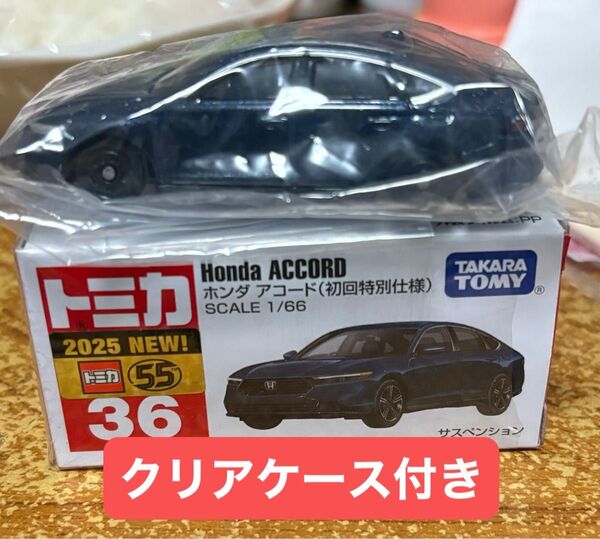 トミカ
2025 NEW!
トミカ 55
36
Honda ACCORD
ホンダ アコード(初回特別仕様)
SCALE 1/66
TAKARA
TOMY
サスペンション
クリアケース付き